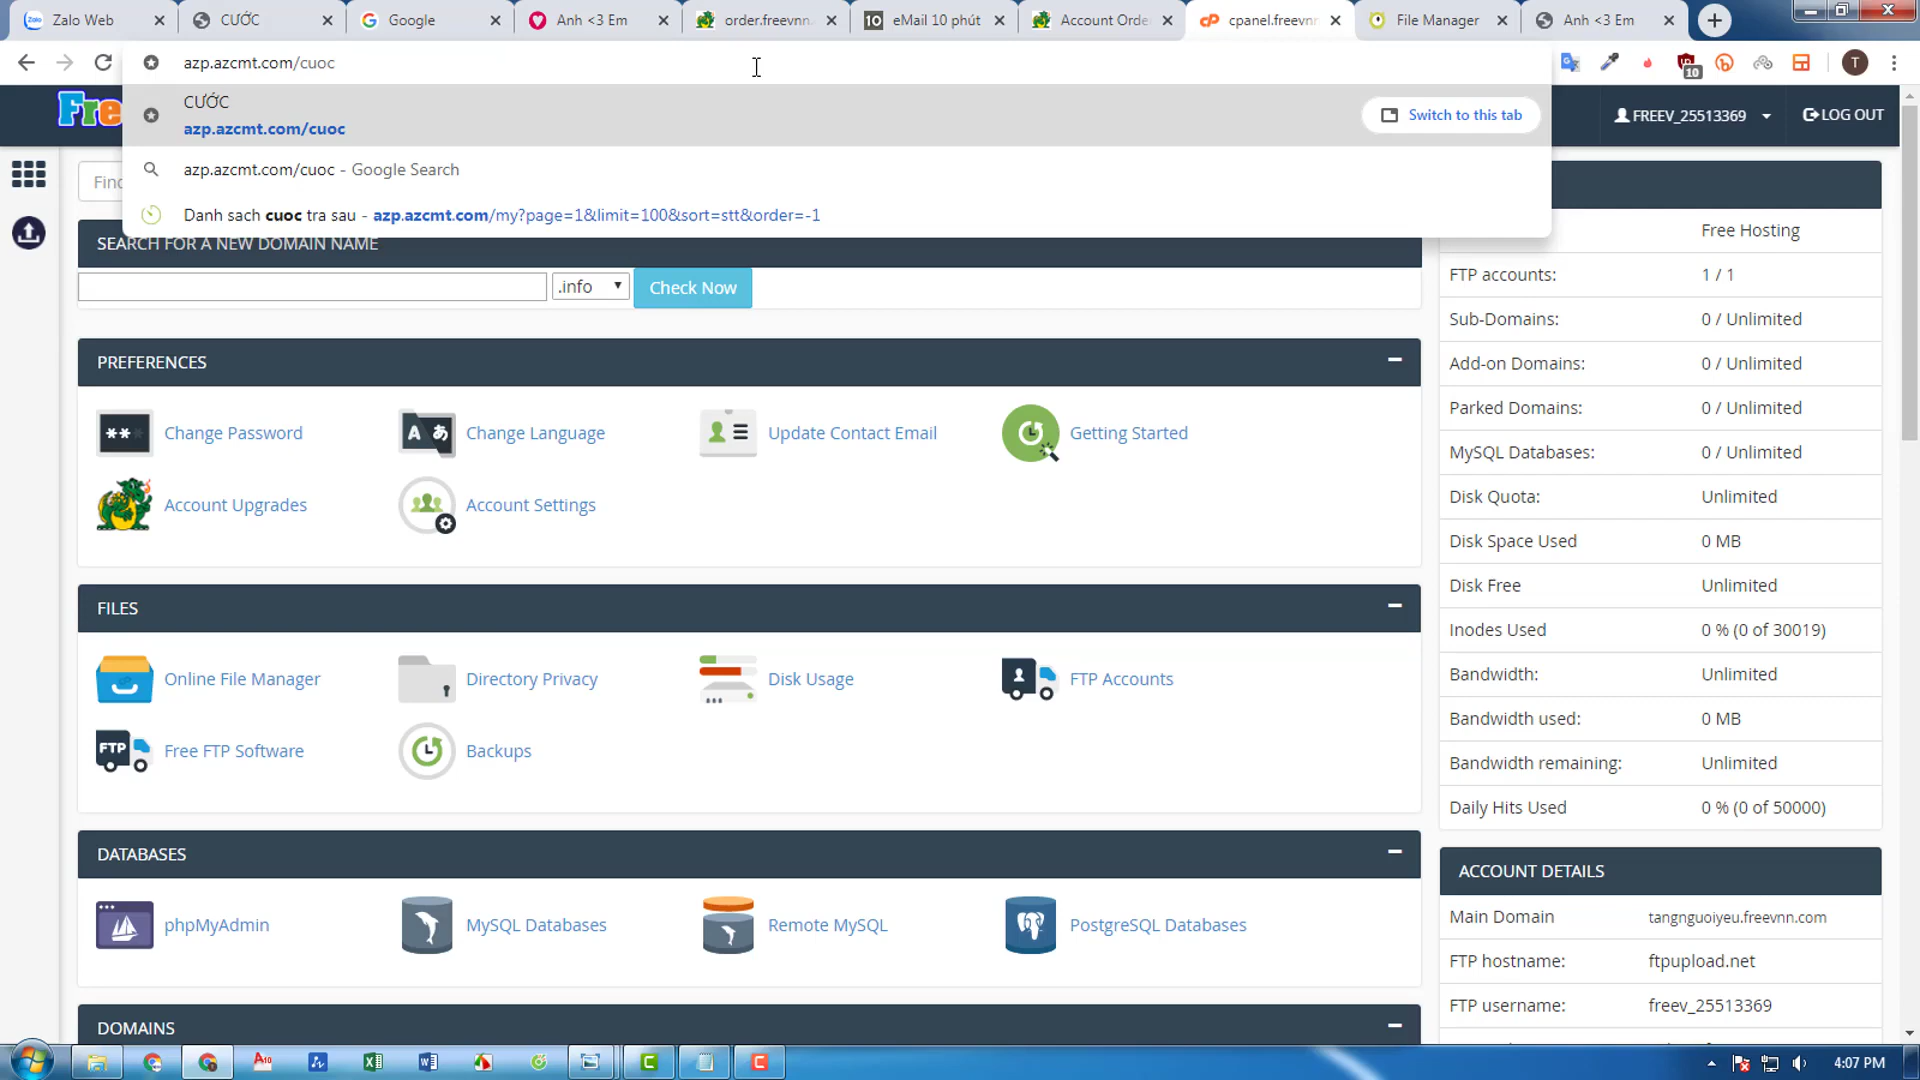 Zalo Web
CƯỚC
Google
Anh <3 Em
order.freevnn.
10 eMail 10 phút
Account Orde
cP cpanel.freevnn
File Manager
Anh <3 Em
azp.azcmt.com/cuoc
10
T
CƯỚC
azp.azcmt.com/cuoc
Switch to this tab
azp.azcmt.com/cuoc - Google Search
Danh sach cuoc tra sau - azp.azcmt.com/my?page=1&limit=100&sort=stt&order=-1
Fre
FREEV_25513369
LOG OUT
Find
SEARCH FOR A NEW DOMAIN NAME
.info
Check Now
PREFERENCES
Change Password
Change Language
Update Contact Email
Getting Started
Account Upgrades
Account Settings
FILES
Online File Manager
Directory Privacy
Disk Usage
FTP Accounts
FTP
Free FTP Software
Backups
DATABASES
phpMyAdmin
MySQL Databases
Remote MySQL
PostgreSQL Databases
DOMAINS
Free Hosting
FTP accounts: 1 / 1
Sub-Domains: 0 / Unlimited
Add-on Domains: 0 / Unlimited
Parked Domains: 0 / Unlimited
MySQL Databases: 0 / Unlimited
Disk Quota: Unlimited
Disk Space Used 0 MB
Disk Free Unlimited
Inodes Used 0 % (0 of 30019)
Bandwidth: Unlimited
Bandwidth used: 0 MB
Bandwidth remaining: Unlimited
Daily Hits Used 0 % (0 of 50000)
ACCOUNT DETAILS
Main Domain tangnguoiyeu.freevnn.com
FTP hostname: ftpupload.net
FTP username: freev_25513369
4:07 PM